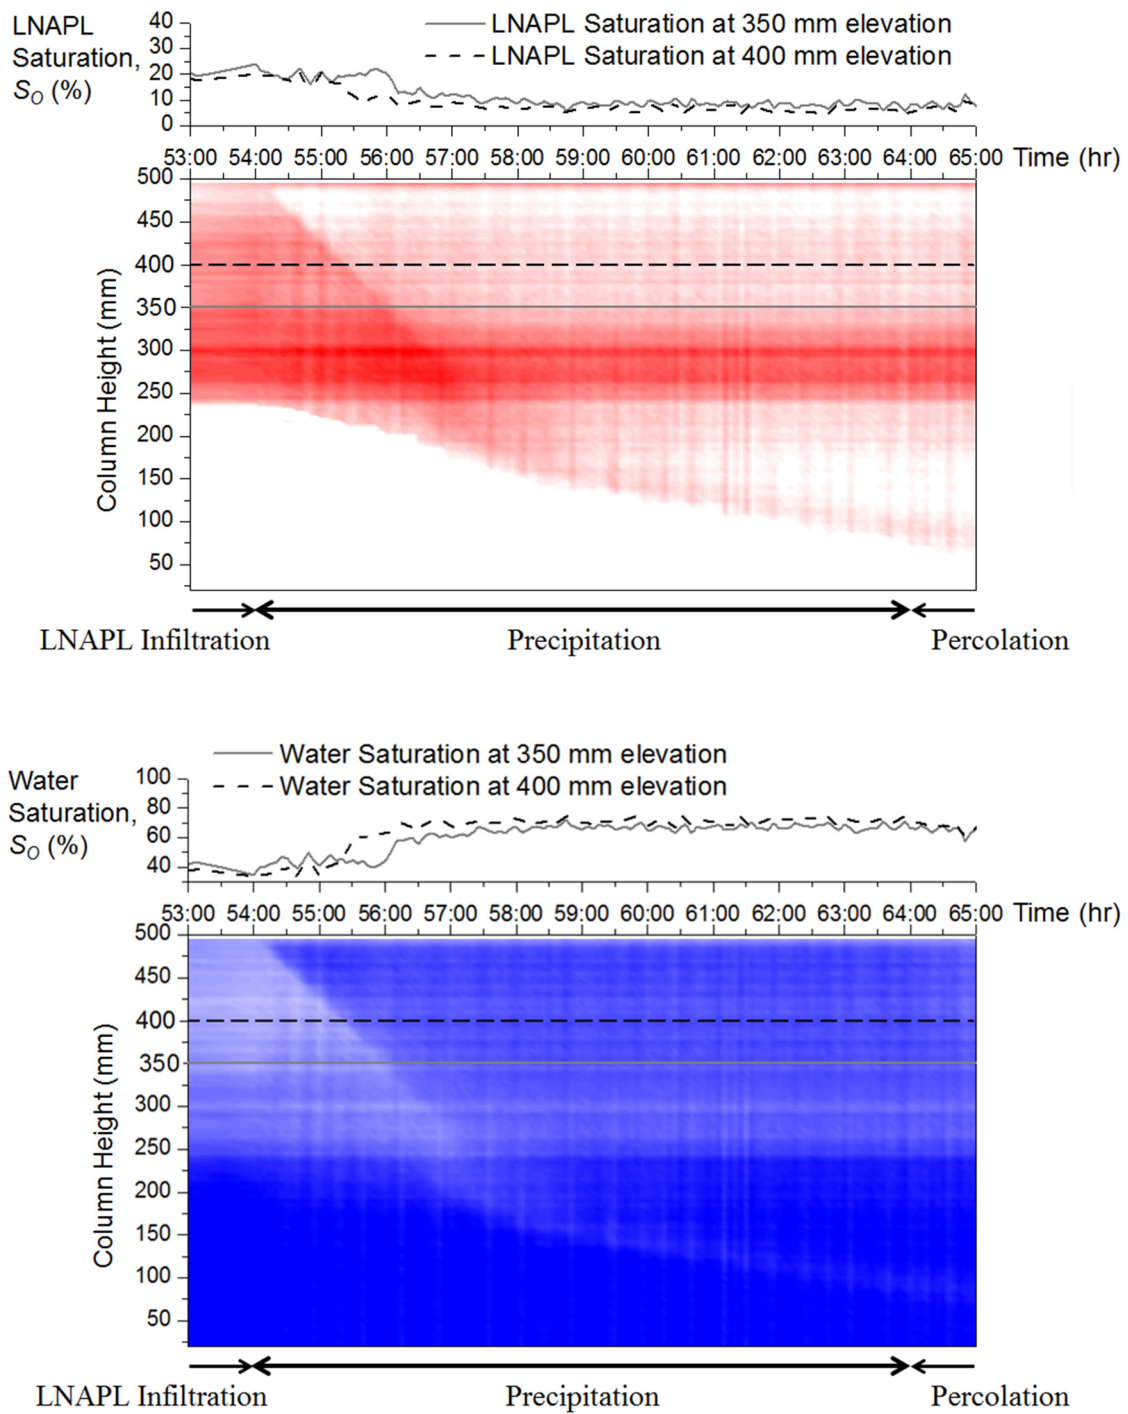 LNAPL
Saturation,
So (%)
LNAPL Saturation at 350 mm elevation
LNAPL Saturation at 400 mm elevation
40
30
20
10
0
53:00 54:00 55:00 56:00 57:00 58:00 59:00 60:00 61:00 62:00 63:00 64:00 65:00 Time (hr)
Column Height (mm)
500
450
400
350
300
250
200
150
100
50
LNAPL Infiltration Precipitation Percolation
Water Saturation at 350 mm elevation
Water Saturation at 400 mm elevation
Water
Saturation,
So (%)
100
80
60
40
53:00 54:00 55:00 56:00 57:00 58:00 59:00 60:00 61:00 62:00 63:00 64:00 65:00 Time (hr)
Column Height (mm)
500
450
400
350
300
250
200
150
100
50
LNAPL Infiltration Precipitation Percolation